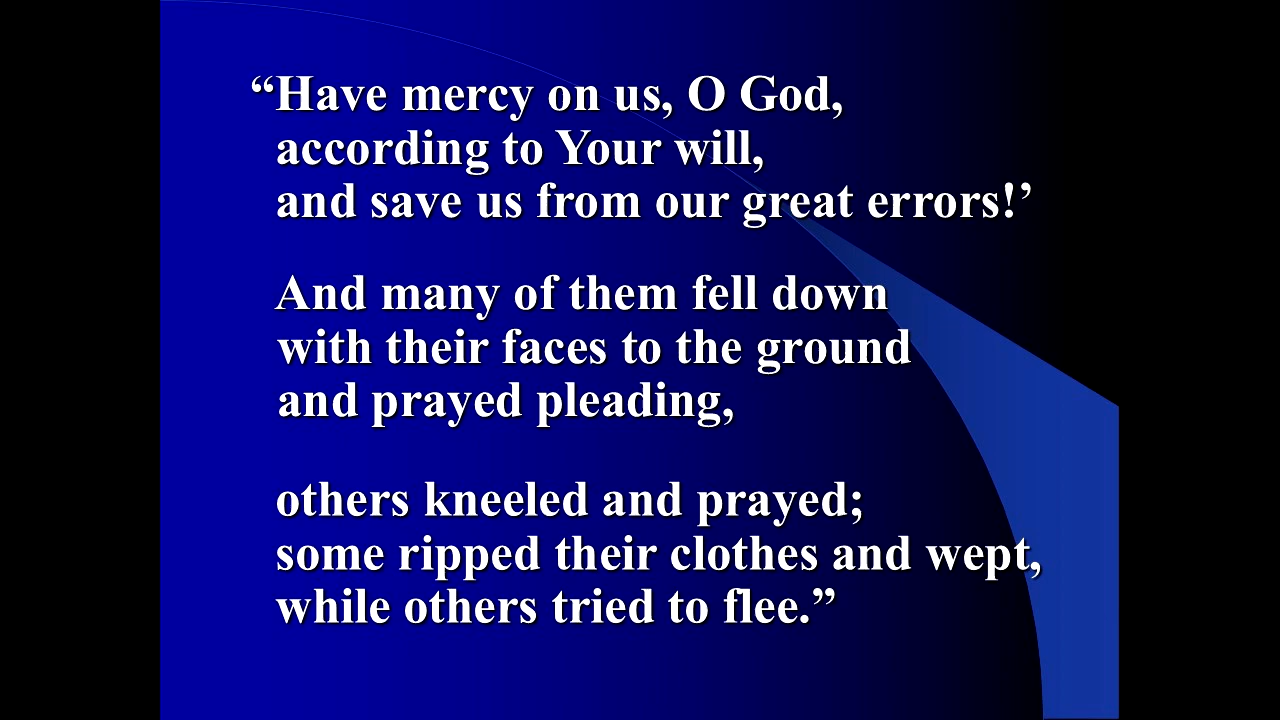 “Have mercy on us, O God,
according to Your will,
and save us from our great errors!’
And many of them fell down
with their faces to the ground
and prayed pleading,
others kneeled and prayed;
some ripped their clothes and wept,
while others tried to flee.”